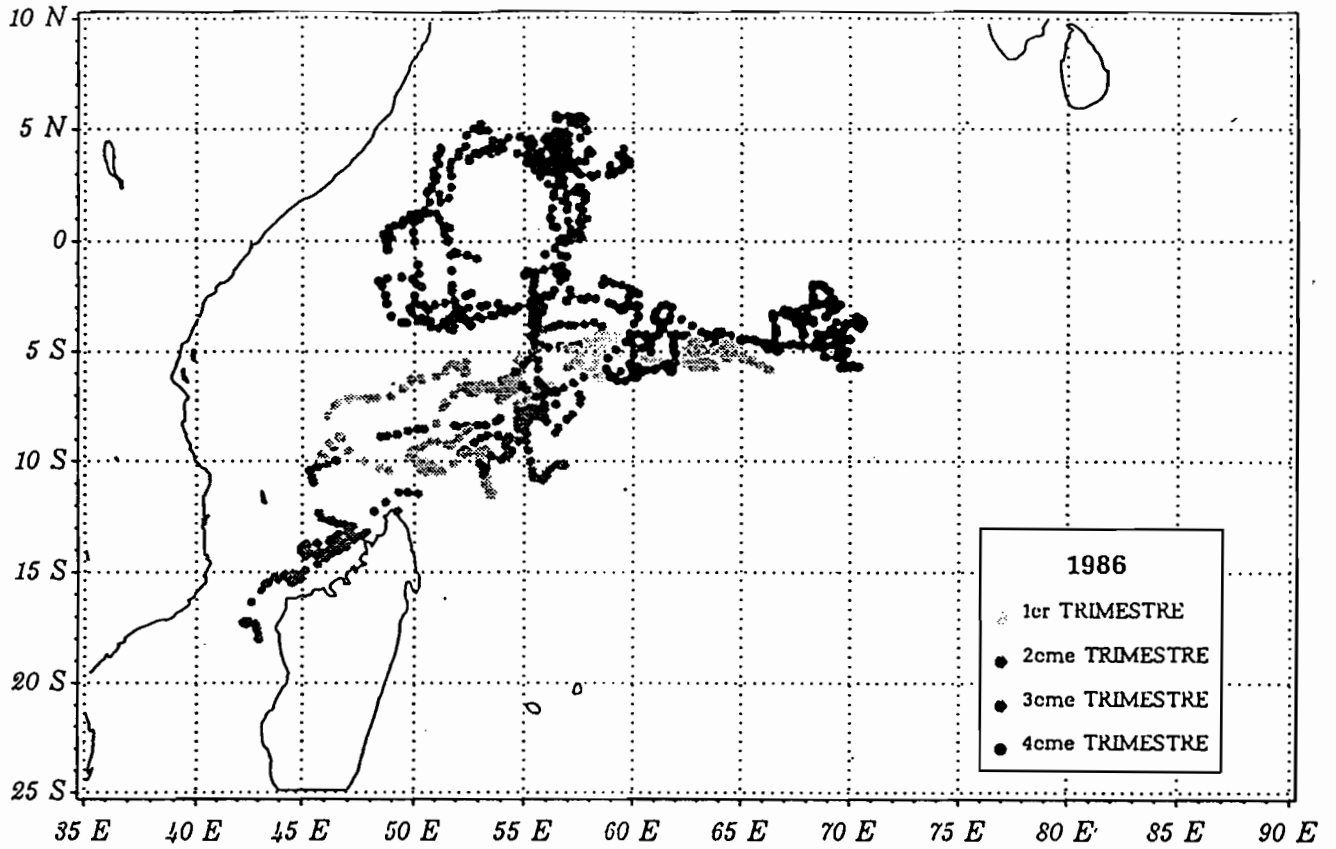 10 N
5 N
0
5 S
10 S
15 S
20 S
25 S
35 E 40 E 45 E 50 E 55 E 60 E 65 E 70 E 75 E 80 E 85 E 90 E
1986
1er TRIMESTRE
2eme TRIMESTRE
3eme TRIMESTRE
4eme TRIMESTRE